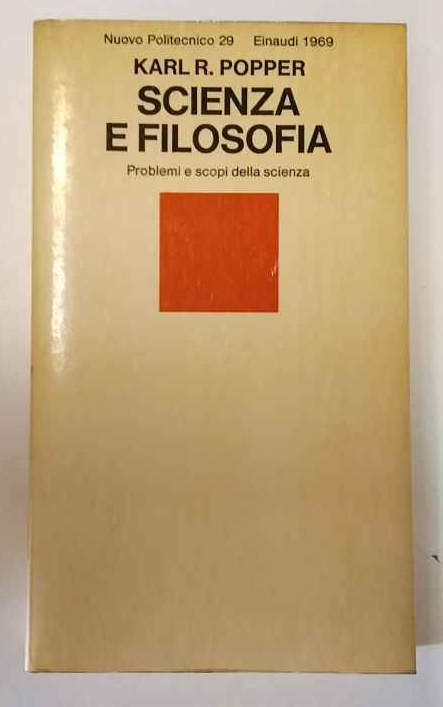 Nuovo Politecnico 29 Einaudi 1969
KARL R. POPPER
SCIENZA
E FILOSOFIA
Problemi e scopi della scienza